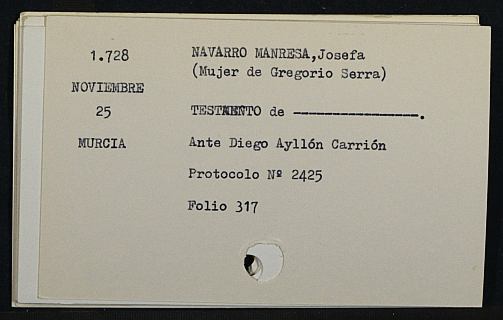 1.728
NAVARRO MANRESA,Josefa
(Mujer de Gregorio Serra)
NOVIEMBRE
25
TESTMENTO de ----------------.
MURCIA
Ante Diego Ayllón Carrión
Protocolo Nº 2425
Folio 317